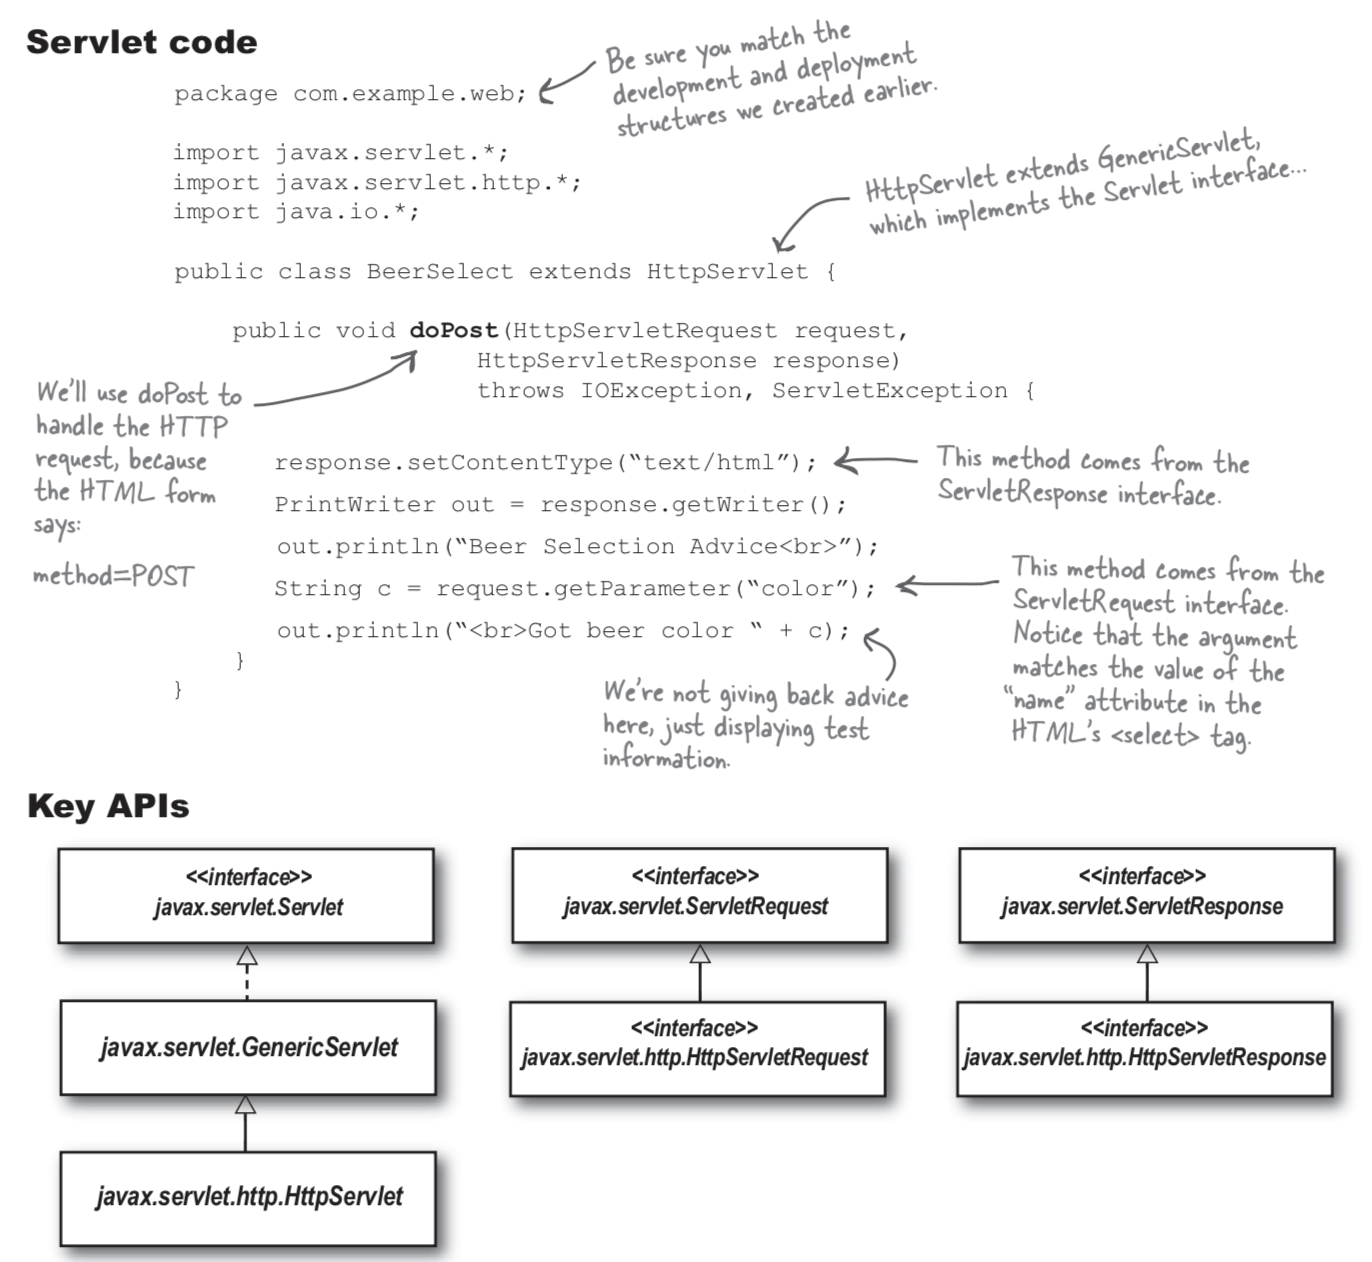 Servlet code
package com.example.web;
Be sure you match the
development and deployment
structures we created earlier.
import javax.servlet.*;
import javax.servlet.http.*;
import java.io.*;
HttpServlet extends GenericServlet,
which implements the Servlet interface...
public class BeerSelect extends HttpServlet {
public void doPost(HttpServletRequest request,
HttpServletResponse response)
throws IOException, ServletException {
We'll use doPost to
handle the HTTP
request, because
the HTML form
says:
method=POST
response.setContentType(“text/html”);
This method comes from the
ServletResponse interface.
PrintWriter out = response.getWriter();
out.println(“Beer Selection Advice<br>”);
String c = request.getParameter(“color”);
This method comes from the
ServletRequest interface.
Notice that the argument
matches the value of the
“name” attribute in the
HTML's <select> tag.
out.println(“<br>Got beer color “ + c);
We're not giving back advice
here, just displaying test
information.
}
}
Key APIs
<<interface>>
javax.servlet.Servlet
javax.servlet.GenericServlet
javax.servlet.http.HttpServlet
<<interface>>
javax.servlet.ServletRequest
<<interface>>
javax.servlet.http.HttpServletRequest
<<interface>>
javax.servlet.ServletResponse
<<interface>>
javax.servlet.http.HttpServletResponse